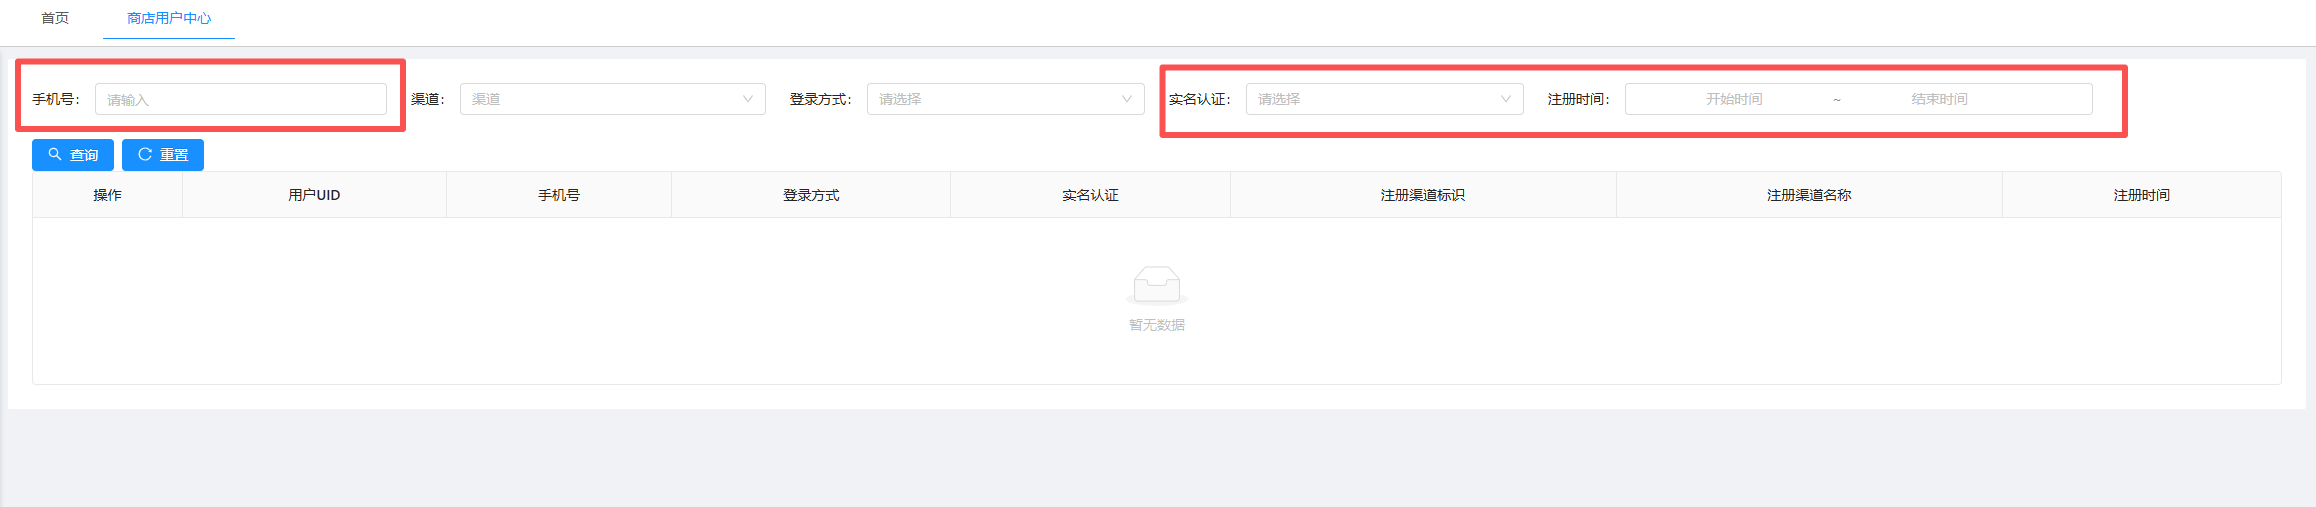 首页 商店用户中心
手机号： 请输入 渠道： 渠道 登录方式： 请选择 实名认证： 请选择 注册时间： 开始时间 ~ 结束时间
查询 重置
操作 用户UID 手机号 登录方式 实名认证 注册渠道标识 注册渠道名称 注册时间
暂无数据